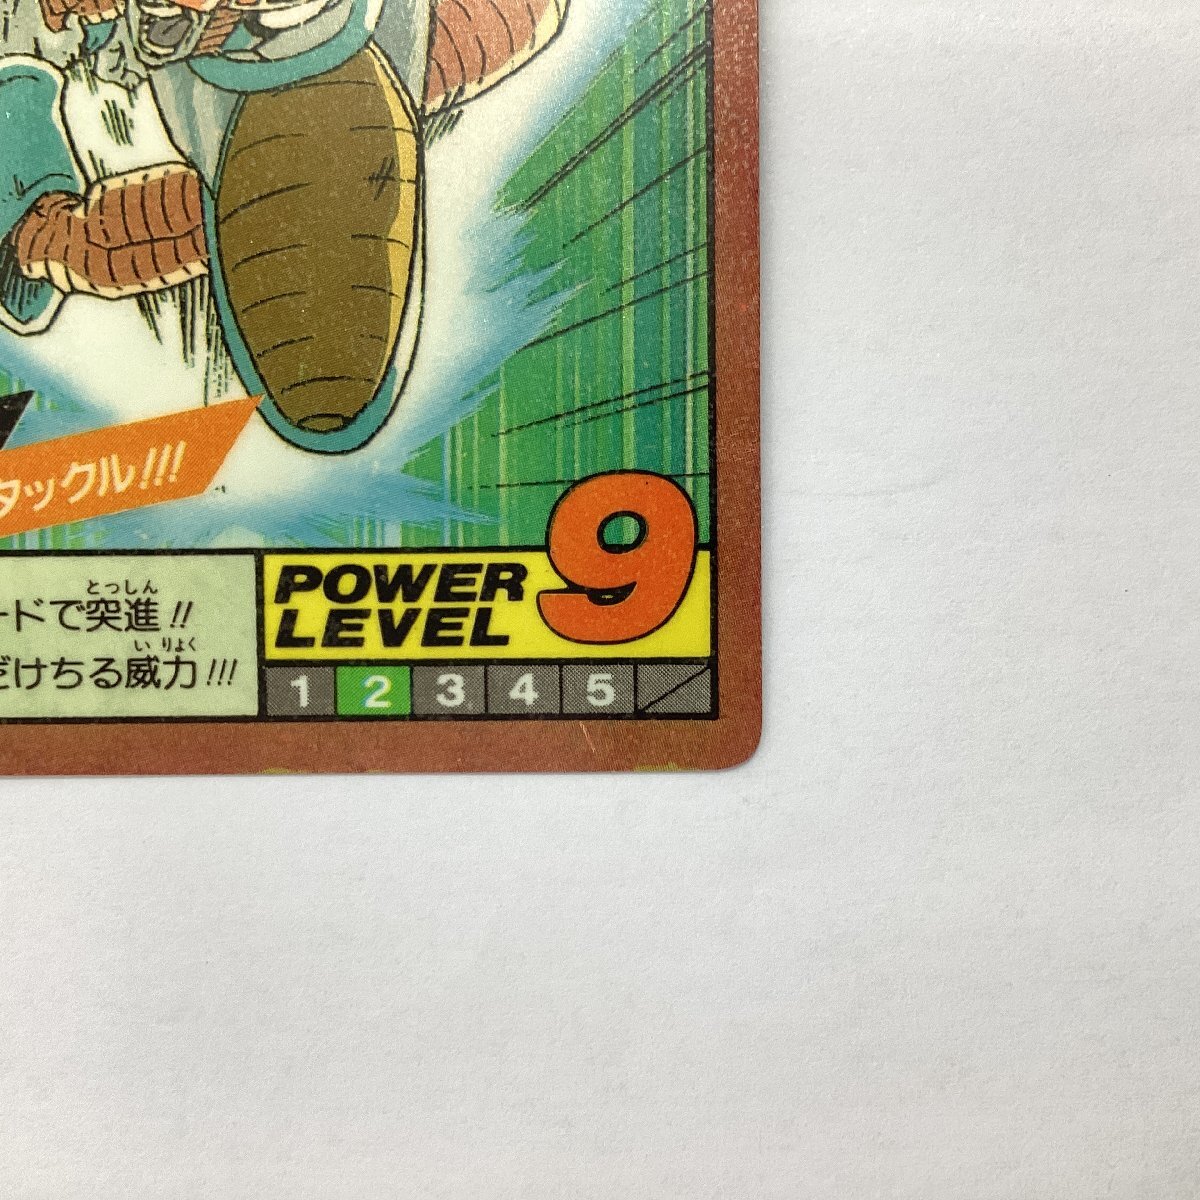 タックル!!!
ードで突進!!
とっしん
だけちる威力!!!
いりょく
POWER
LEVEL
9
1 2 3 4 5